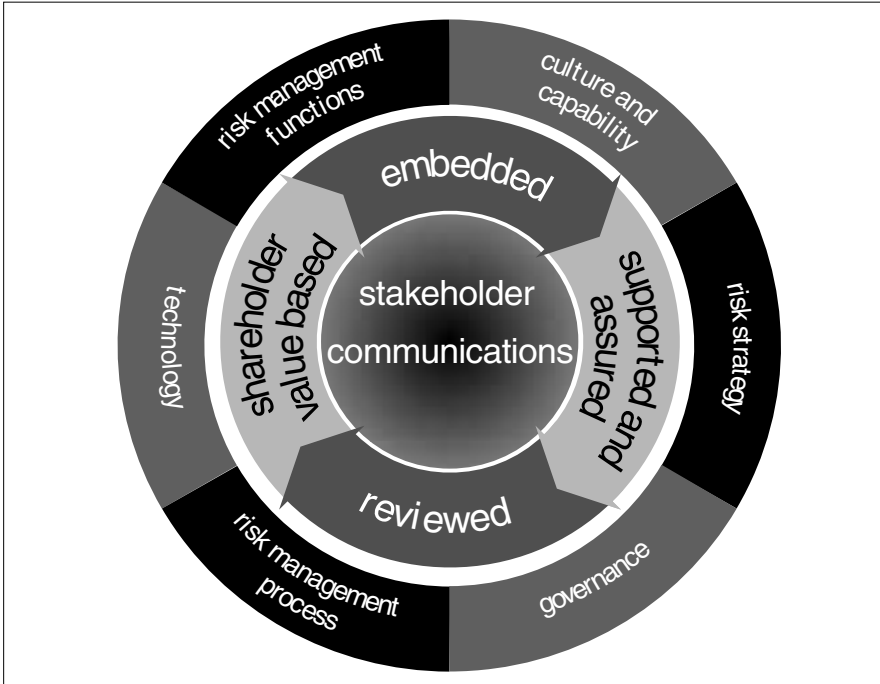 risk management
functions
culture and
capability
risk strategy
governance
risk management
process
technology
embedded
supported and
assured
reviewed
shareholder
value based
stakeholder
communications